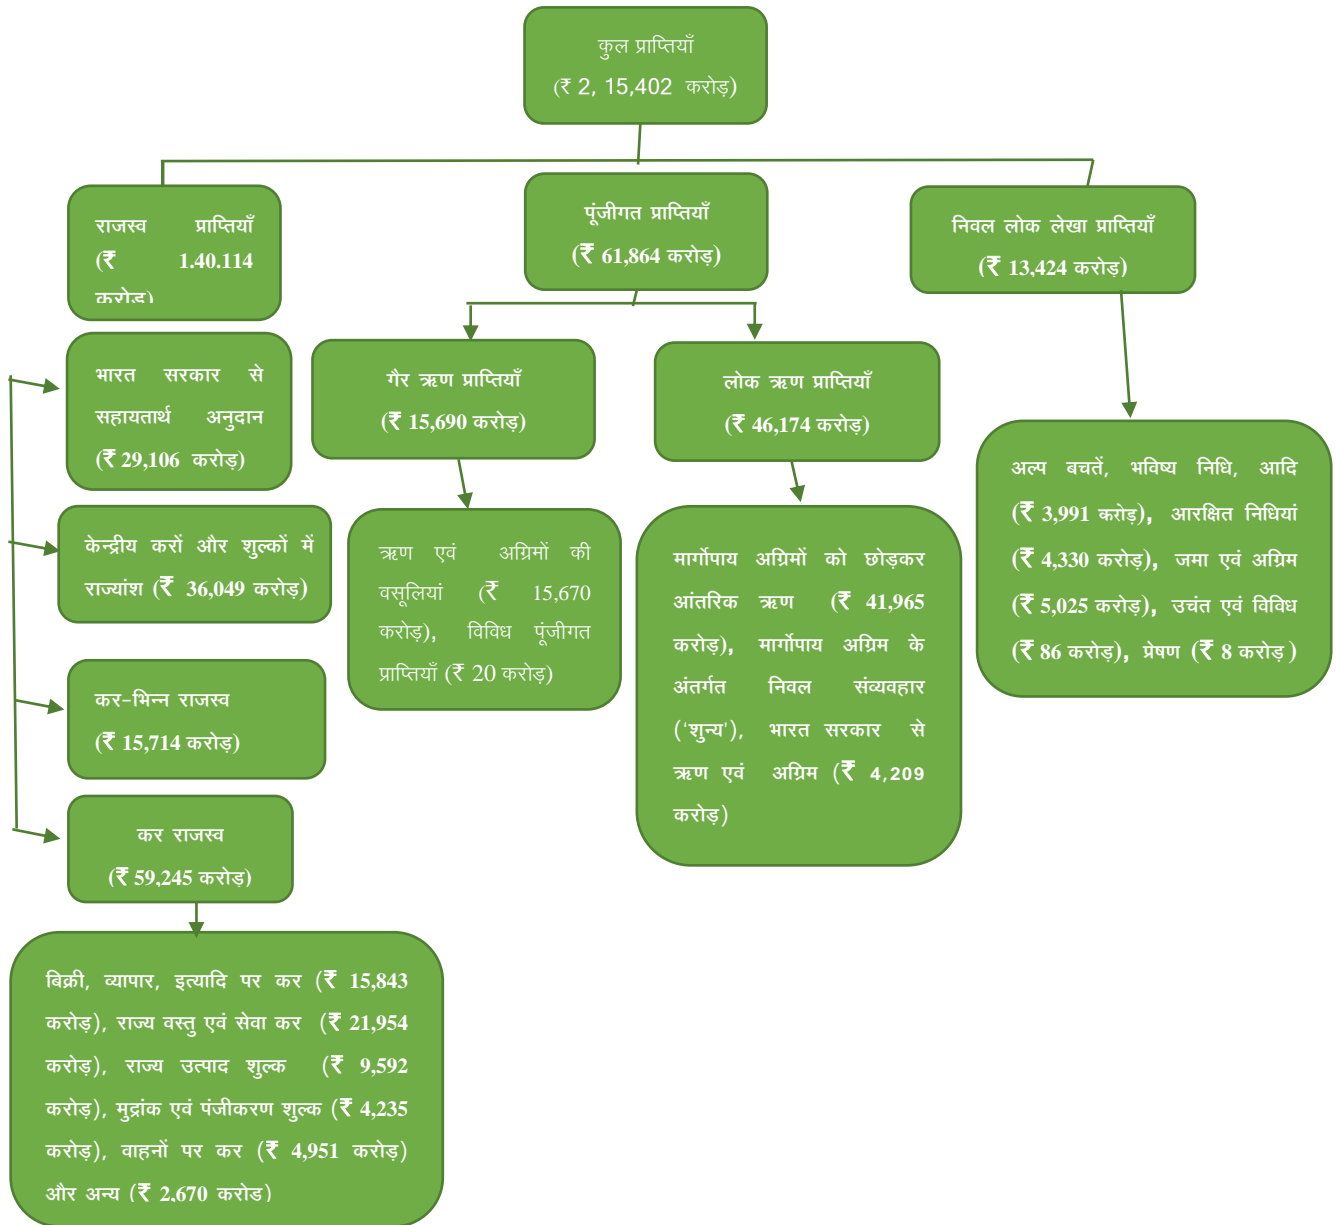 कुल प्राप्तियाँ
(₹ 2, 15,402 करोड़)
राजस्व प्राप्तियाँ
(₹ 1.40.114
करोड़)
पूंजीगत प्राप्तियाँ
(₹ 61,864 करोड़)
निवल लोक लेखा प्राप्तियाँ
(₹ 13,424 करोड़)
भारत सरकार से
सहायतार्थ अनुदान
(₹ 29,106 करोड़)
केन्द्रीय करों और शुल्कों में
राज्यांश (₹ 36,049 करोड़)
कर-भिन्न राजस्व
(₹ 15,714 करोड़)
कर राजस्व
(₹ 59,245 करोड़)
बिक्री, व्यापार, इत्यादि पर कर (₹ 15,843
करोड़), राज्य वस्तु एवं सेवा कर (₹ 21,954
करोड़), राज्य उत्पाद शुल्क (₹ 9,592
करोड़), मुद्रांक एवं पंजीकरण शुल्क (₹ 4,235
करोड़), वाहनों पर कर (₹ 4,951 करोड़)
और अन्य (₹ 2,670 करोड)
गैर ऋण प्राप्तियाँ
(₹ 15,690 करोड़)
ऋण एवं अग्रिमों की
वसूलियां (₹ 15,670
करोड़), विविध पूंजीगत
प्राप्तियाँ (₹ 20 करोड़)
लोक ऋण प्राप्तियाँ
(₹ 46,174 करोड़)
मार्गोपाय अग्रिमों को छोड़कर
आंतरिक ऋण (₹ 41,965
करोड़), मार्गोपाय अग्रिम के
अंतर्गत निवल संव्यवहार
('शुन्य'), भारत सरकार से
ऋण एवं अग्रिम (₹ 4,209
करोड़)
अल्प बचतें, भविष्य निधि, आदि
(₹ 3,991 करोड़), आरक्षित निधियां
(₹ 4,330 करोड़), जमा एवं अग्रिम
(₹ 5,025 करोड़), उचंत एवं विविध
(₹ 86 करोड़), प्रेषण (₹ 8 करोड़ )